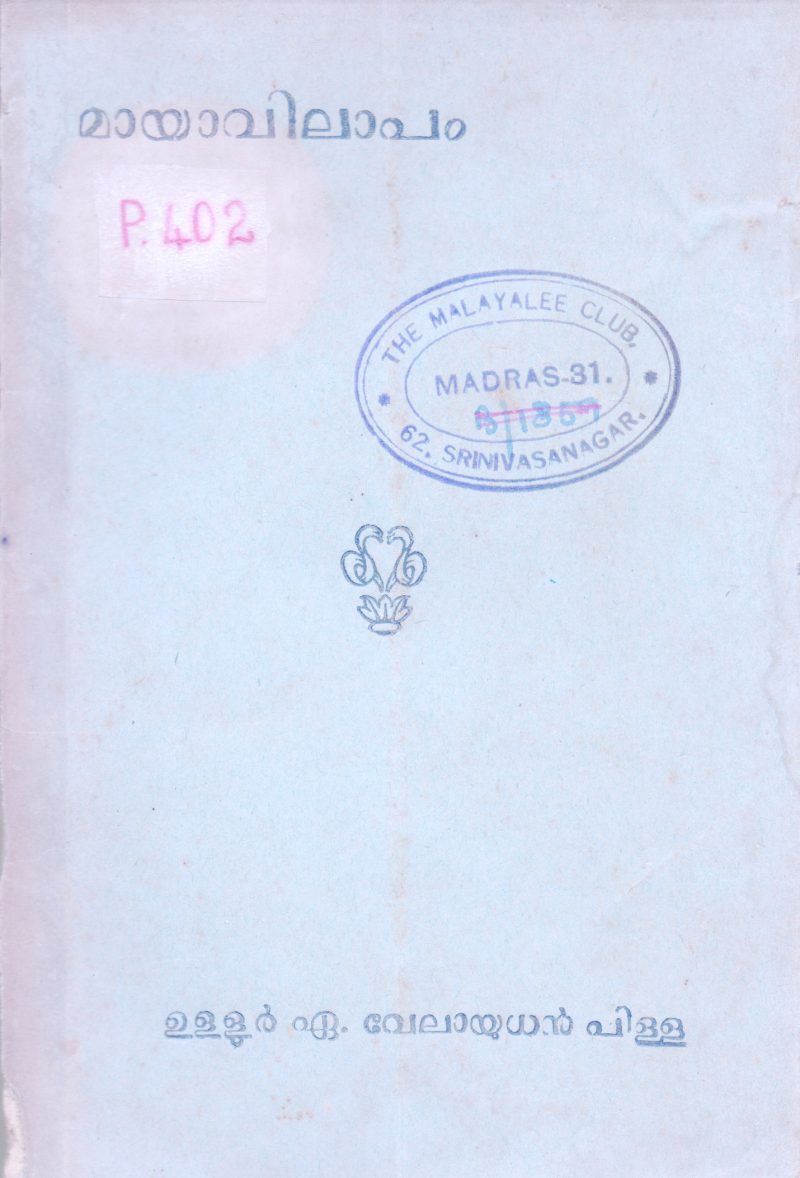 മായാവിലാപം
P. 402
THE MALAYALEE CLUB,
MADRAS-31.
62, SRINIVASANAGAR.
ഉള്ളൂർ ഏ. വേലായുധൻ പിള്ള